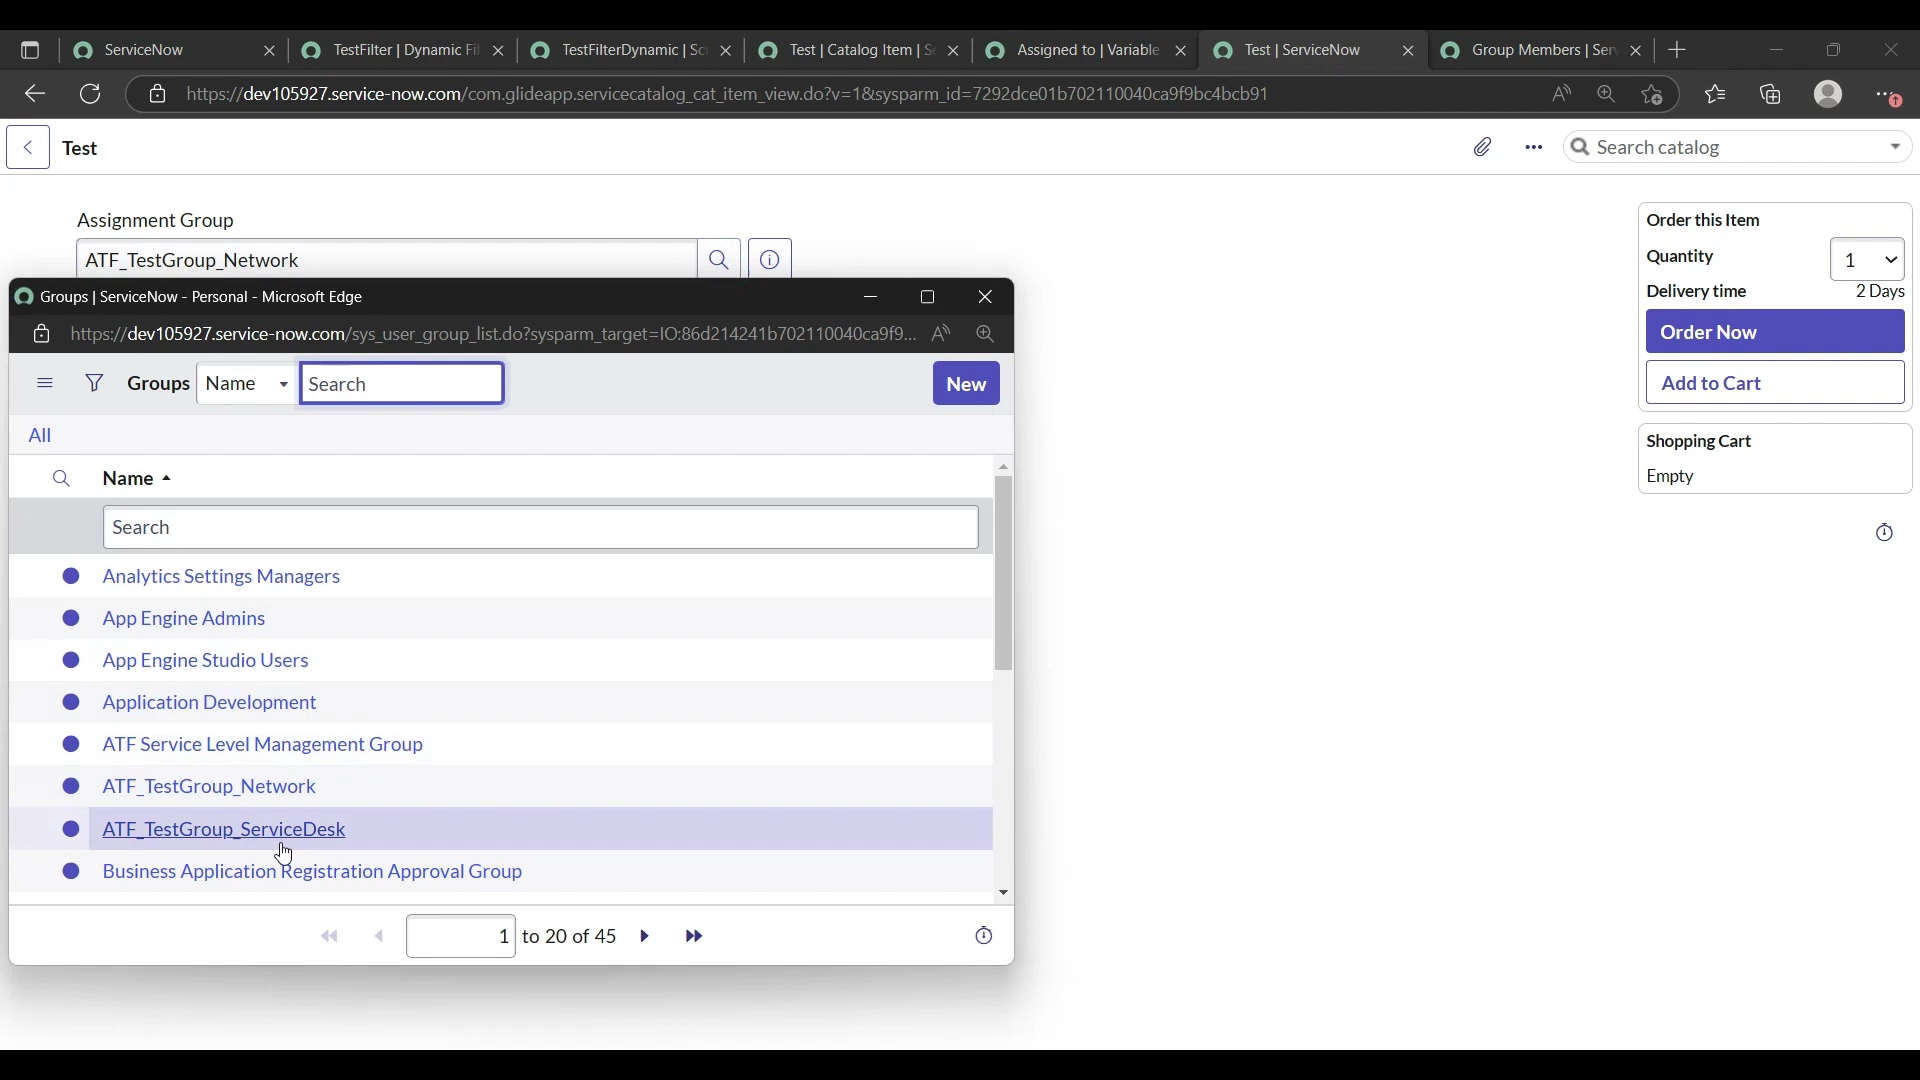 ServiceNow
TestFilter | Dynamic Fil
TestFilterDynamic | Sc
Test | Catalog Item | Se
Assigned to | Variable
Test | ServiceNow
Group Members | Serv
https://dev105927.service-now.com/com.glideapp.servicecatalog_cat_item_view.do?v=1&sysparm_id=7292dce01b702110040ca9f9bc4bcb91
Test
Search catalog
Assignment Group
ATF_TestGroup_Network
Order this Item
Quantity
1
Delivery time
2 Days
Order Now
Add to Cart
Shopping Cart
Empty
Groups | ServiceNow - Personal - Microsoft Edge
https://dev105927.service-now.com/sys_user_group_list.do?sysparm_target=IO:86d214241b702110040ca9f9...
Groups
Name
Search
New
All
Name
Search
Analytics Settings Managers
App Engine Admins
App Engine Studio Users
Application Development
ATF Service Level Management Group
ATF_TestGroup_Network
ATF_TestGroup_ServiceDesk
Business Application Registration Approval Group
1 to 20 of 45